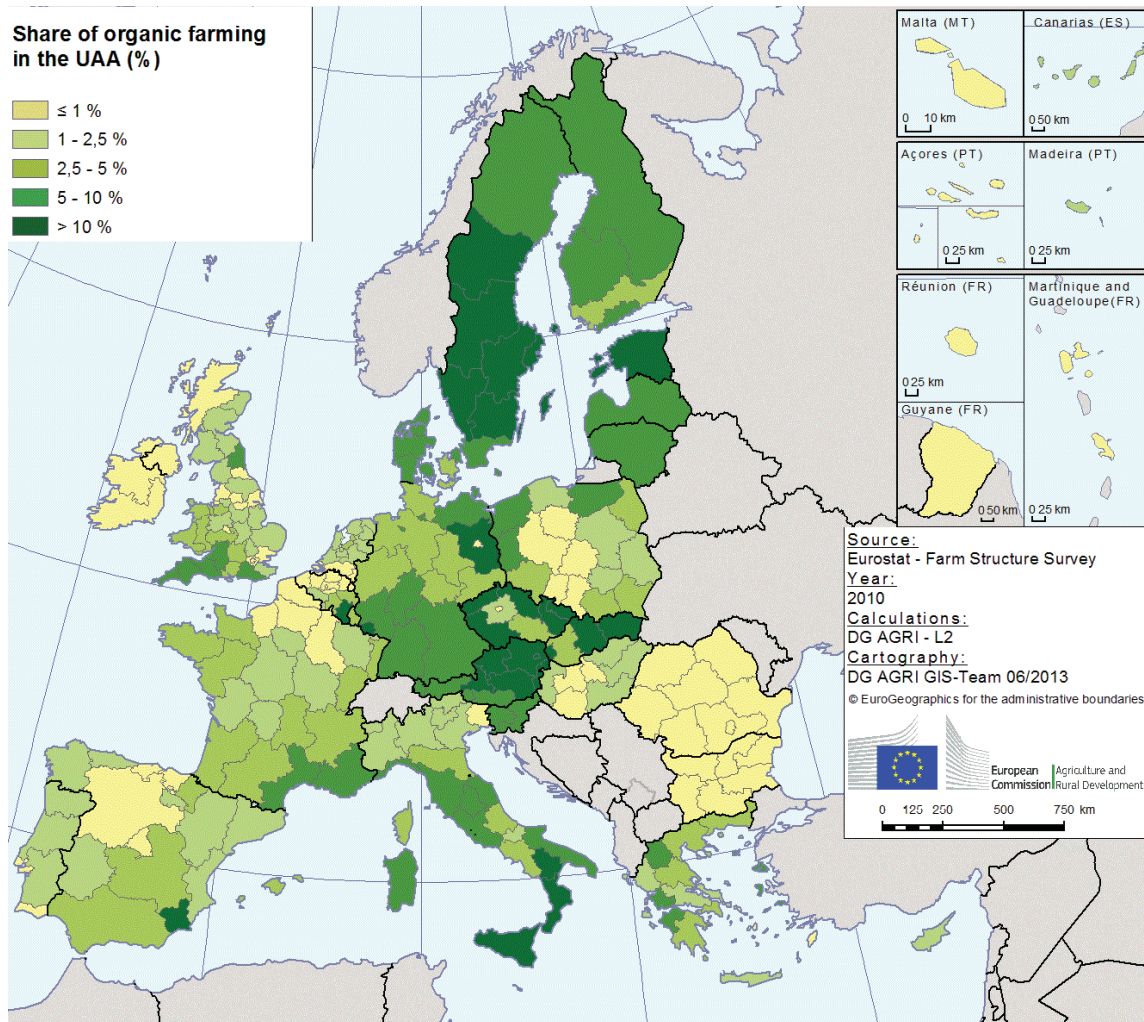 Share of organic farming
in the UAA (%)
≤ 1 %
1 - 2,5 %
2,5 - 5 %
5 - 10 %
> 10 %
Malta (MT)
0 10 km
Canarias (ES)
0 50 km
Açores (PT)
0 25 km
Madeira (PT)
0 25 km
Réunion (FR)
0 25 km
Martinique and
Guadeloupe(FR)
0 25 km
Guyane (FR)
0 50 km
Source:
Eurostat - Farm Structure Survey
Year:
2010
Calculations:
DG AGRI - L2
Cartography:
DG AGRI GIS-Team 06/2013
© EuroGeographics for the administrative boundaries
European
Commission
Agriculture and
Rural Development
0 125 250 500 750 km